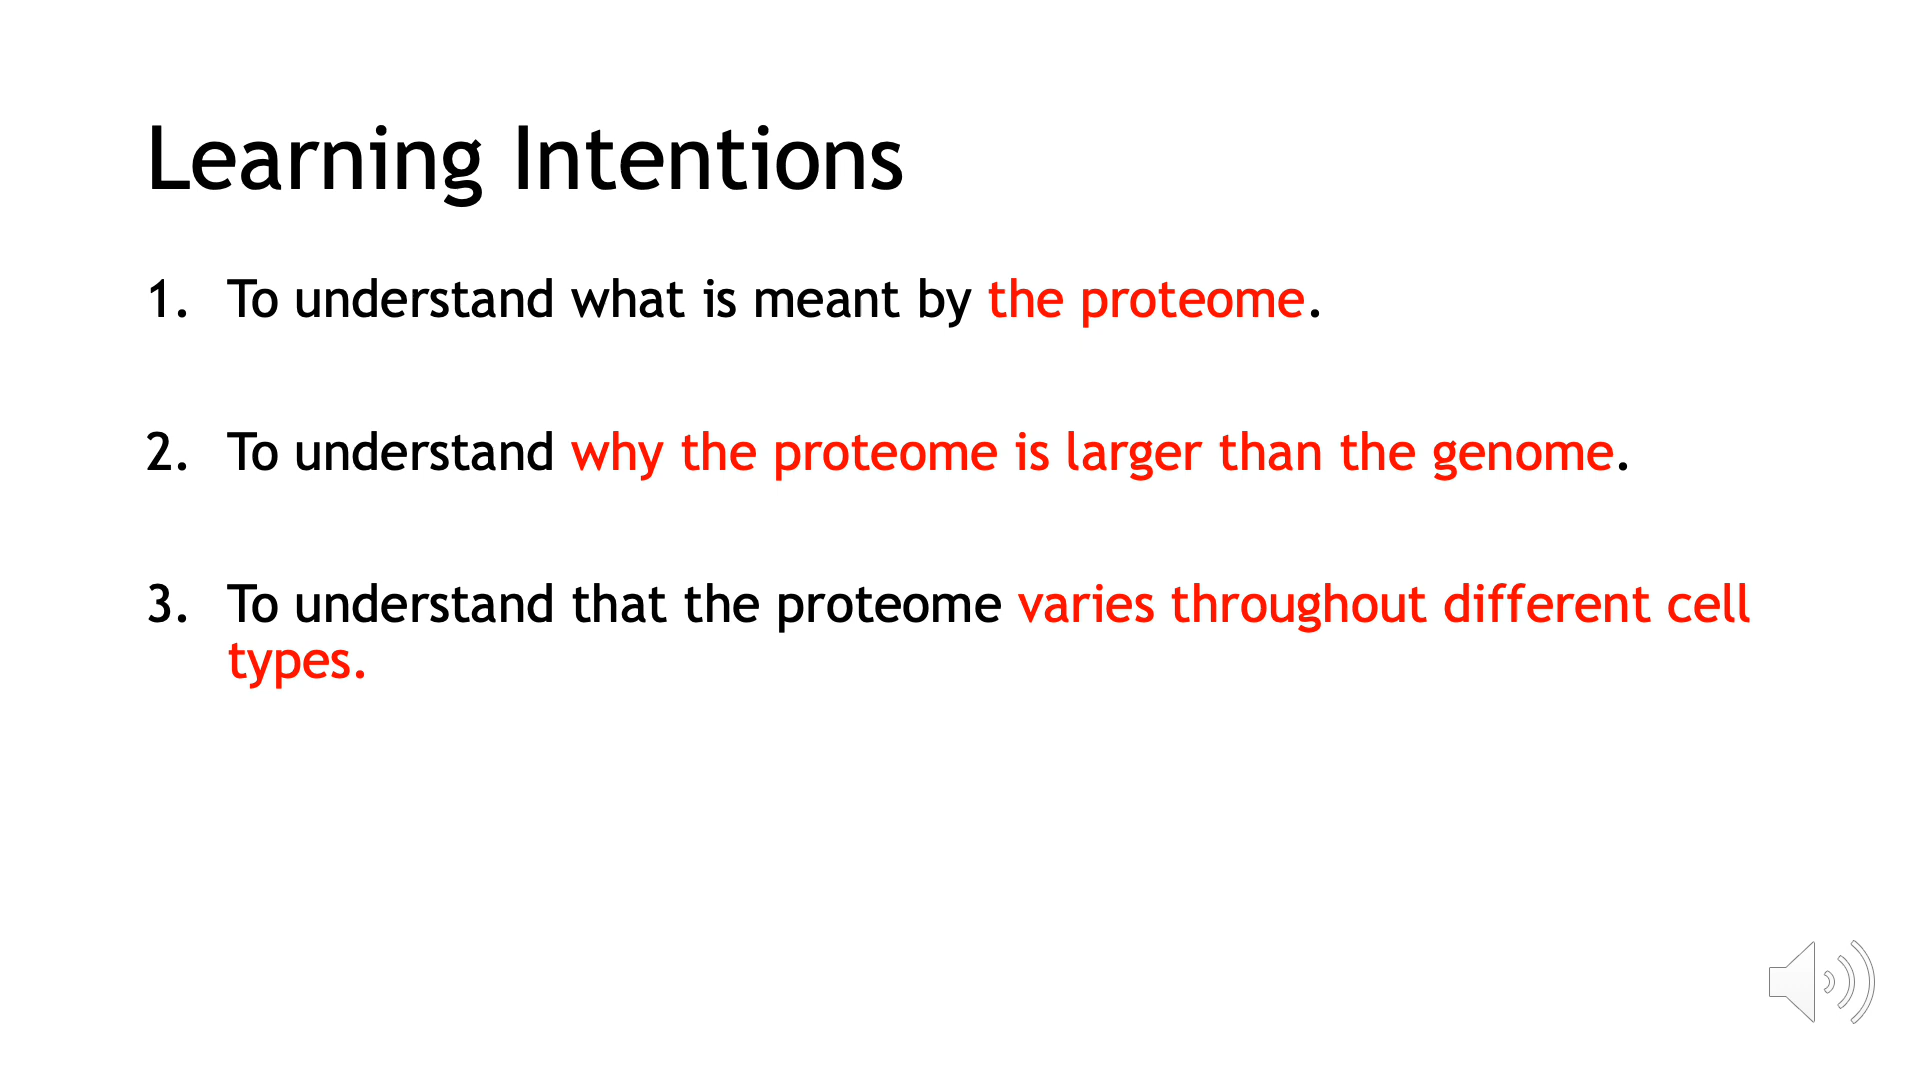 Learning Intentions
1. To understand what is meant by the proteome.
2. To understand why the proteome is larger than the genome.
3. To understand that the proteome varies throughout different cell
types.